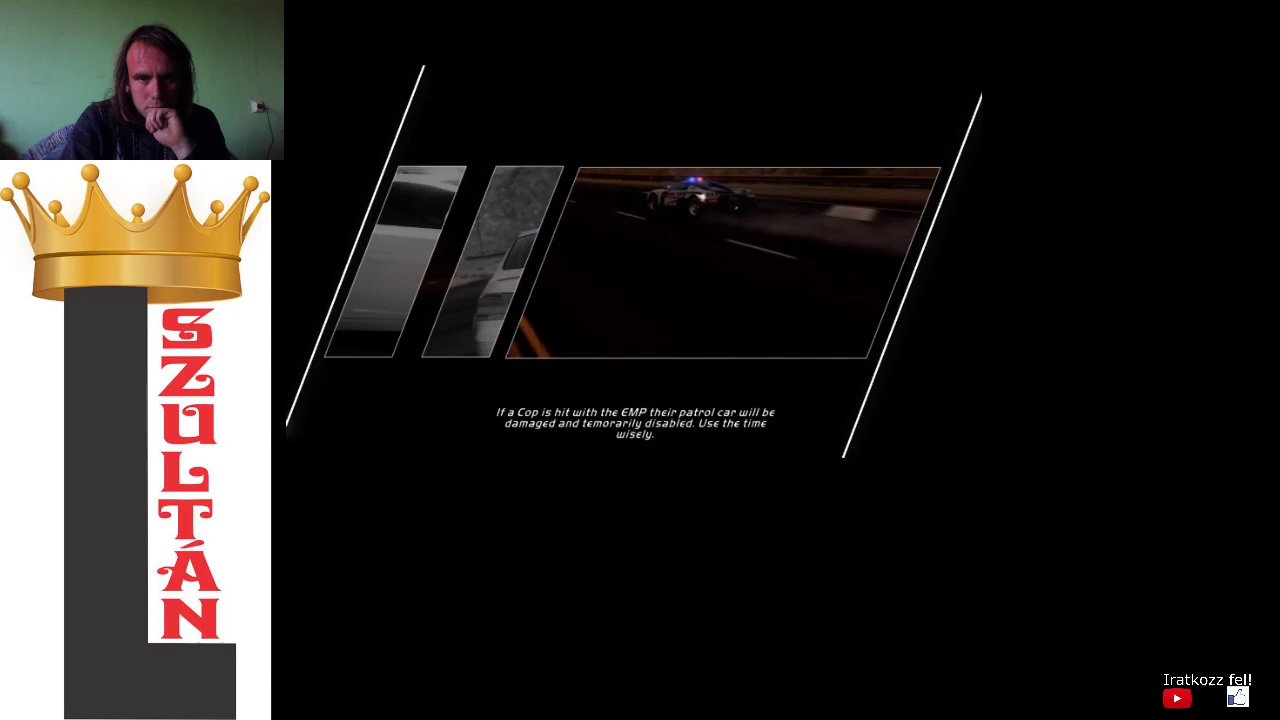 L
SZULTÁN
If a Cop is hit with the EMP their patrol car will be
damaged and temorarily disabled. Use the time
wisely.
Iratkozz fel!